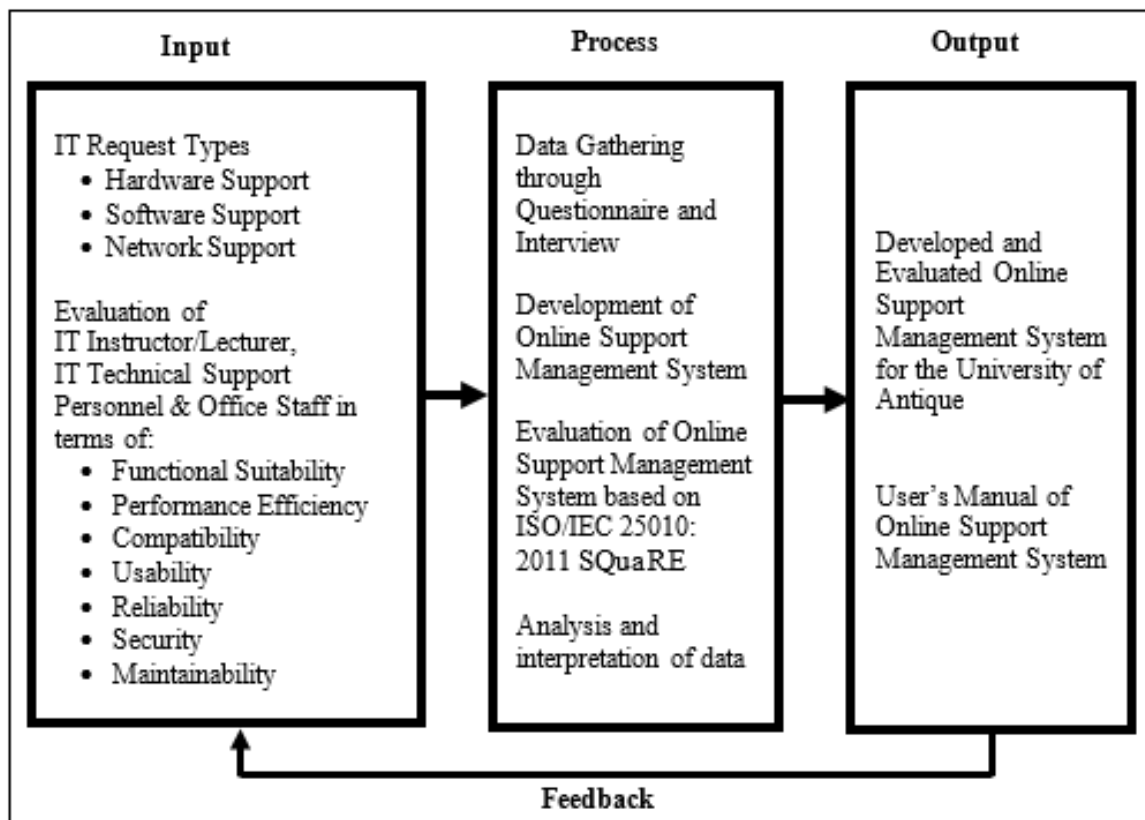 Input
IT Request Types
• Hardware Support
• Software Support
• Network Support
Evaluation of
IT Instructor/Lecturer,
IT Technical Support
Personnel & Office Staff in
terms of:
• Functional Suitability
• Performance Efficiency
• Compatibility
• Usability
• Reliability
• Security
• Maintainability
Process
Data Gathering
through
Questionnaire and
Interview
Development of
Online Support
Management System
Evaluation of Online
Support Management
System based on
ISO/IEC 25010:
2011 SQuaRE
Analysis and
interpretation of data
Output
Developed and
Evaluated Online
Support
Management System
for the University of
Antique
User's Manual of
Online Support
Management System
Feedback